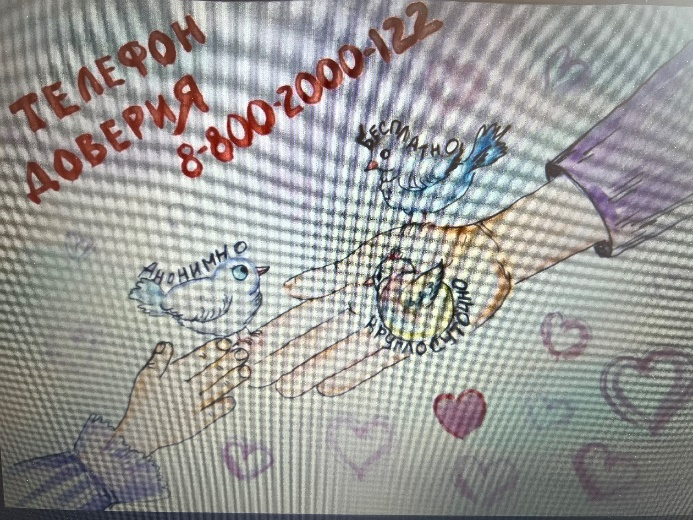 ТЕЛЕФОН
ДОВЕРИЯ
8-800-2000-122
БЕСПЛАТНО
АНОНИМНО
КРУГЛОСУТОЧНО